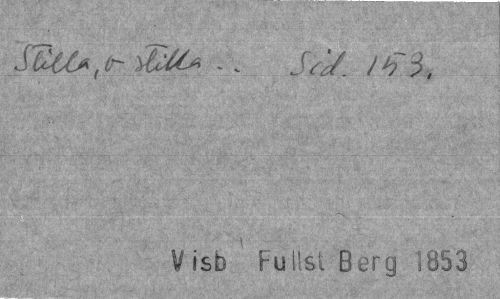 Stilla, o stilla .. Sid. 153.
Visb Fullst Berg 1853